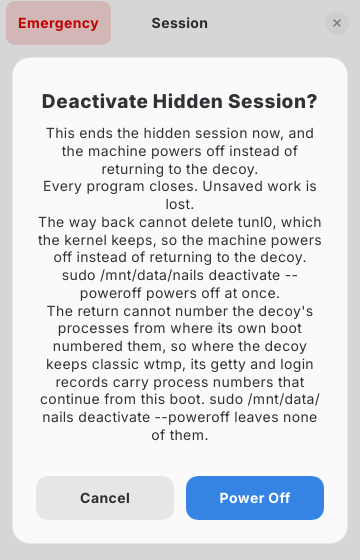 Emergency
Session
Deactivate Hidden Session?
This ends the hidden session now, and
the machine powers off instead of
returning to the decoy.
Every program closes. Unsaved work is
lost.
The way back cannot delete tunl0, which
the kernel keeps, so the machine powers
off instead of returning to the decoy.
sudo /mnt/data/nails deactivate --
poweroff powers off at once.
The return cannot number the decoy's
processes from where its own boot
numbered them, so where the decoy
keeps classic wtmp, its getty and login
records carry process numbers that
continue from this boot. sudo /mnt/data/
nails deactivate --poweroff leaves none
of them.
Cancel
Power Off